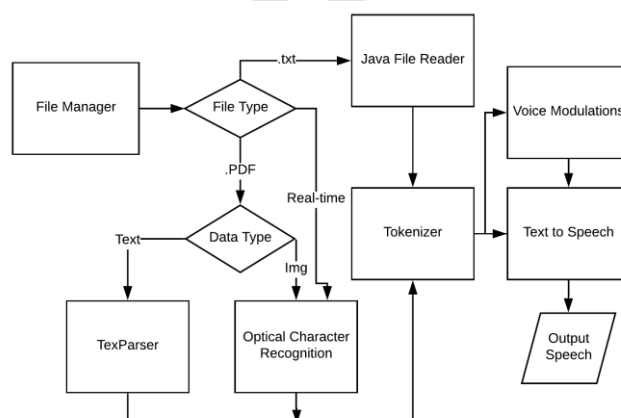 .txt
Java File Reader
File Manager
File Type
Voice Modulations
.PDF
Real-time
Text
Data Type
Tokenizer
Text to Speech
Img
TexParser
Optical Character
Recognition
Output
Speech